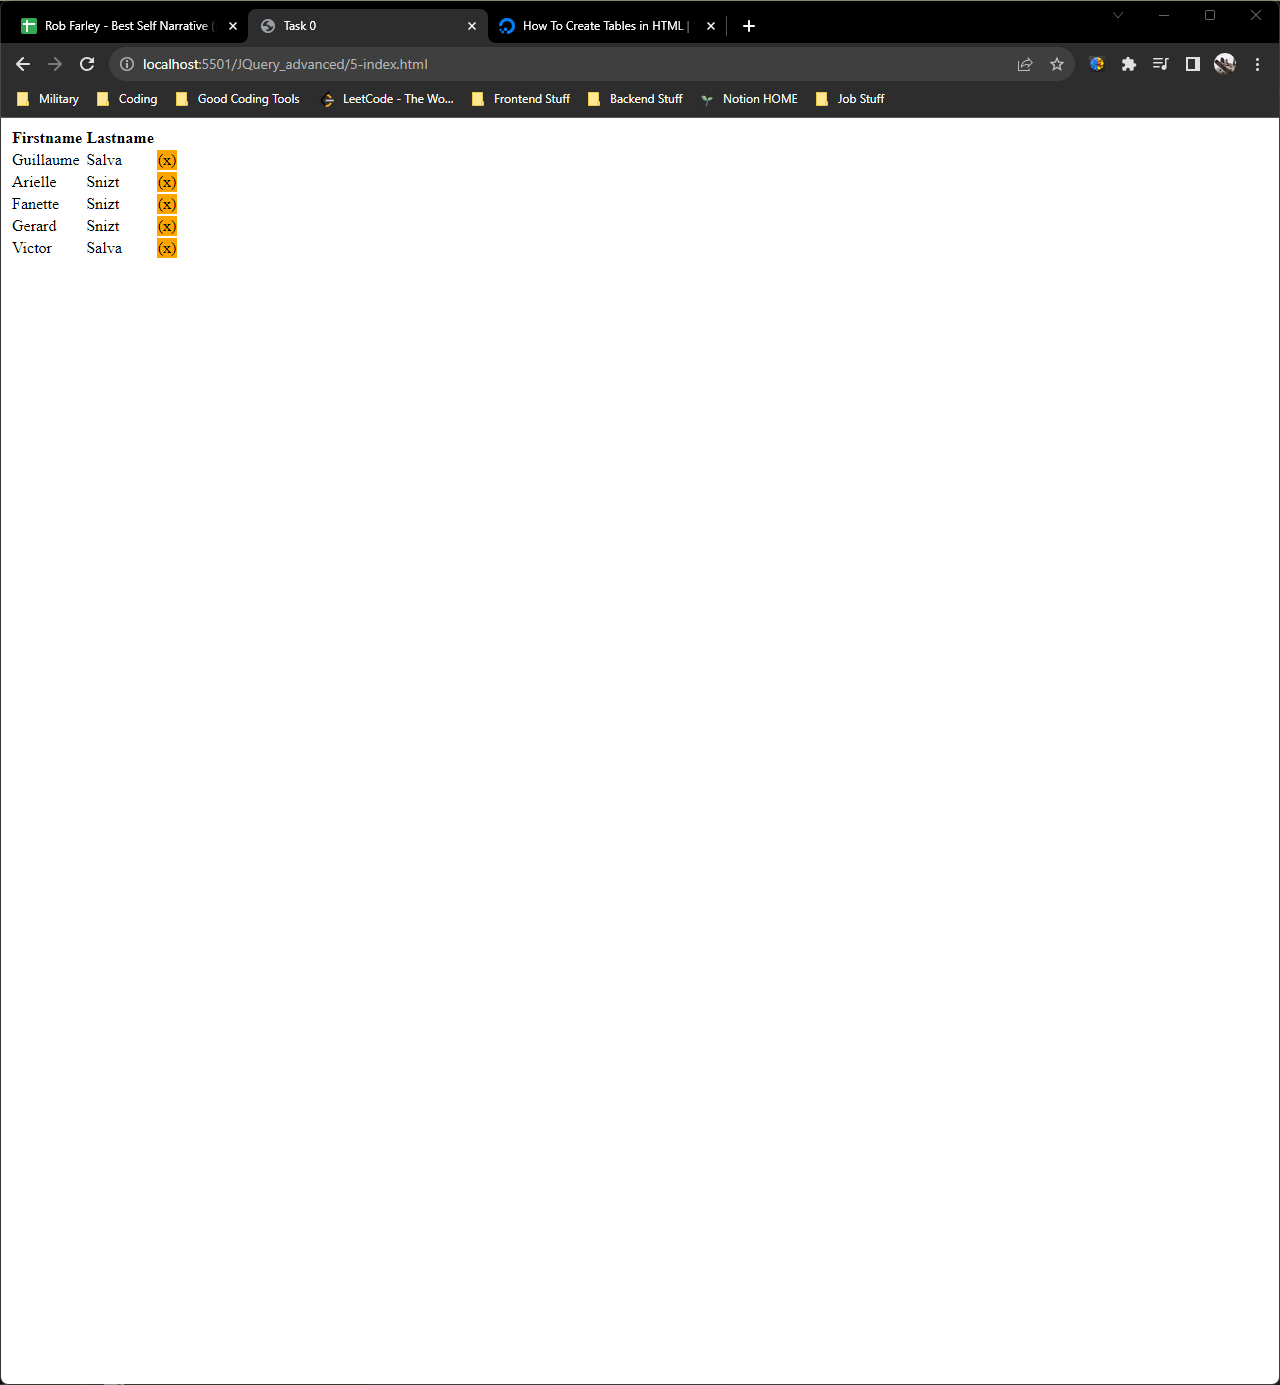 Rob Farley - Best Self Narrative (
Task 0
How To Create Tables in HTML |
localhost:5501/JQuery_advanced/5-index.html
Military Coding Good Coding Tools LeetCode - The Wo... Frontend Stuff Backend Stuff Notion HOME Job Stuff
Firstname Lastname
Guillaume Salva (x)
Arielle Snizt (x)
Fanette Snizt (x)
Gerard Snizt (x)
Victor Salva (x)